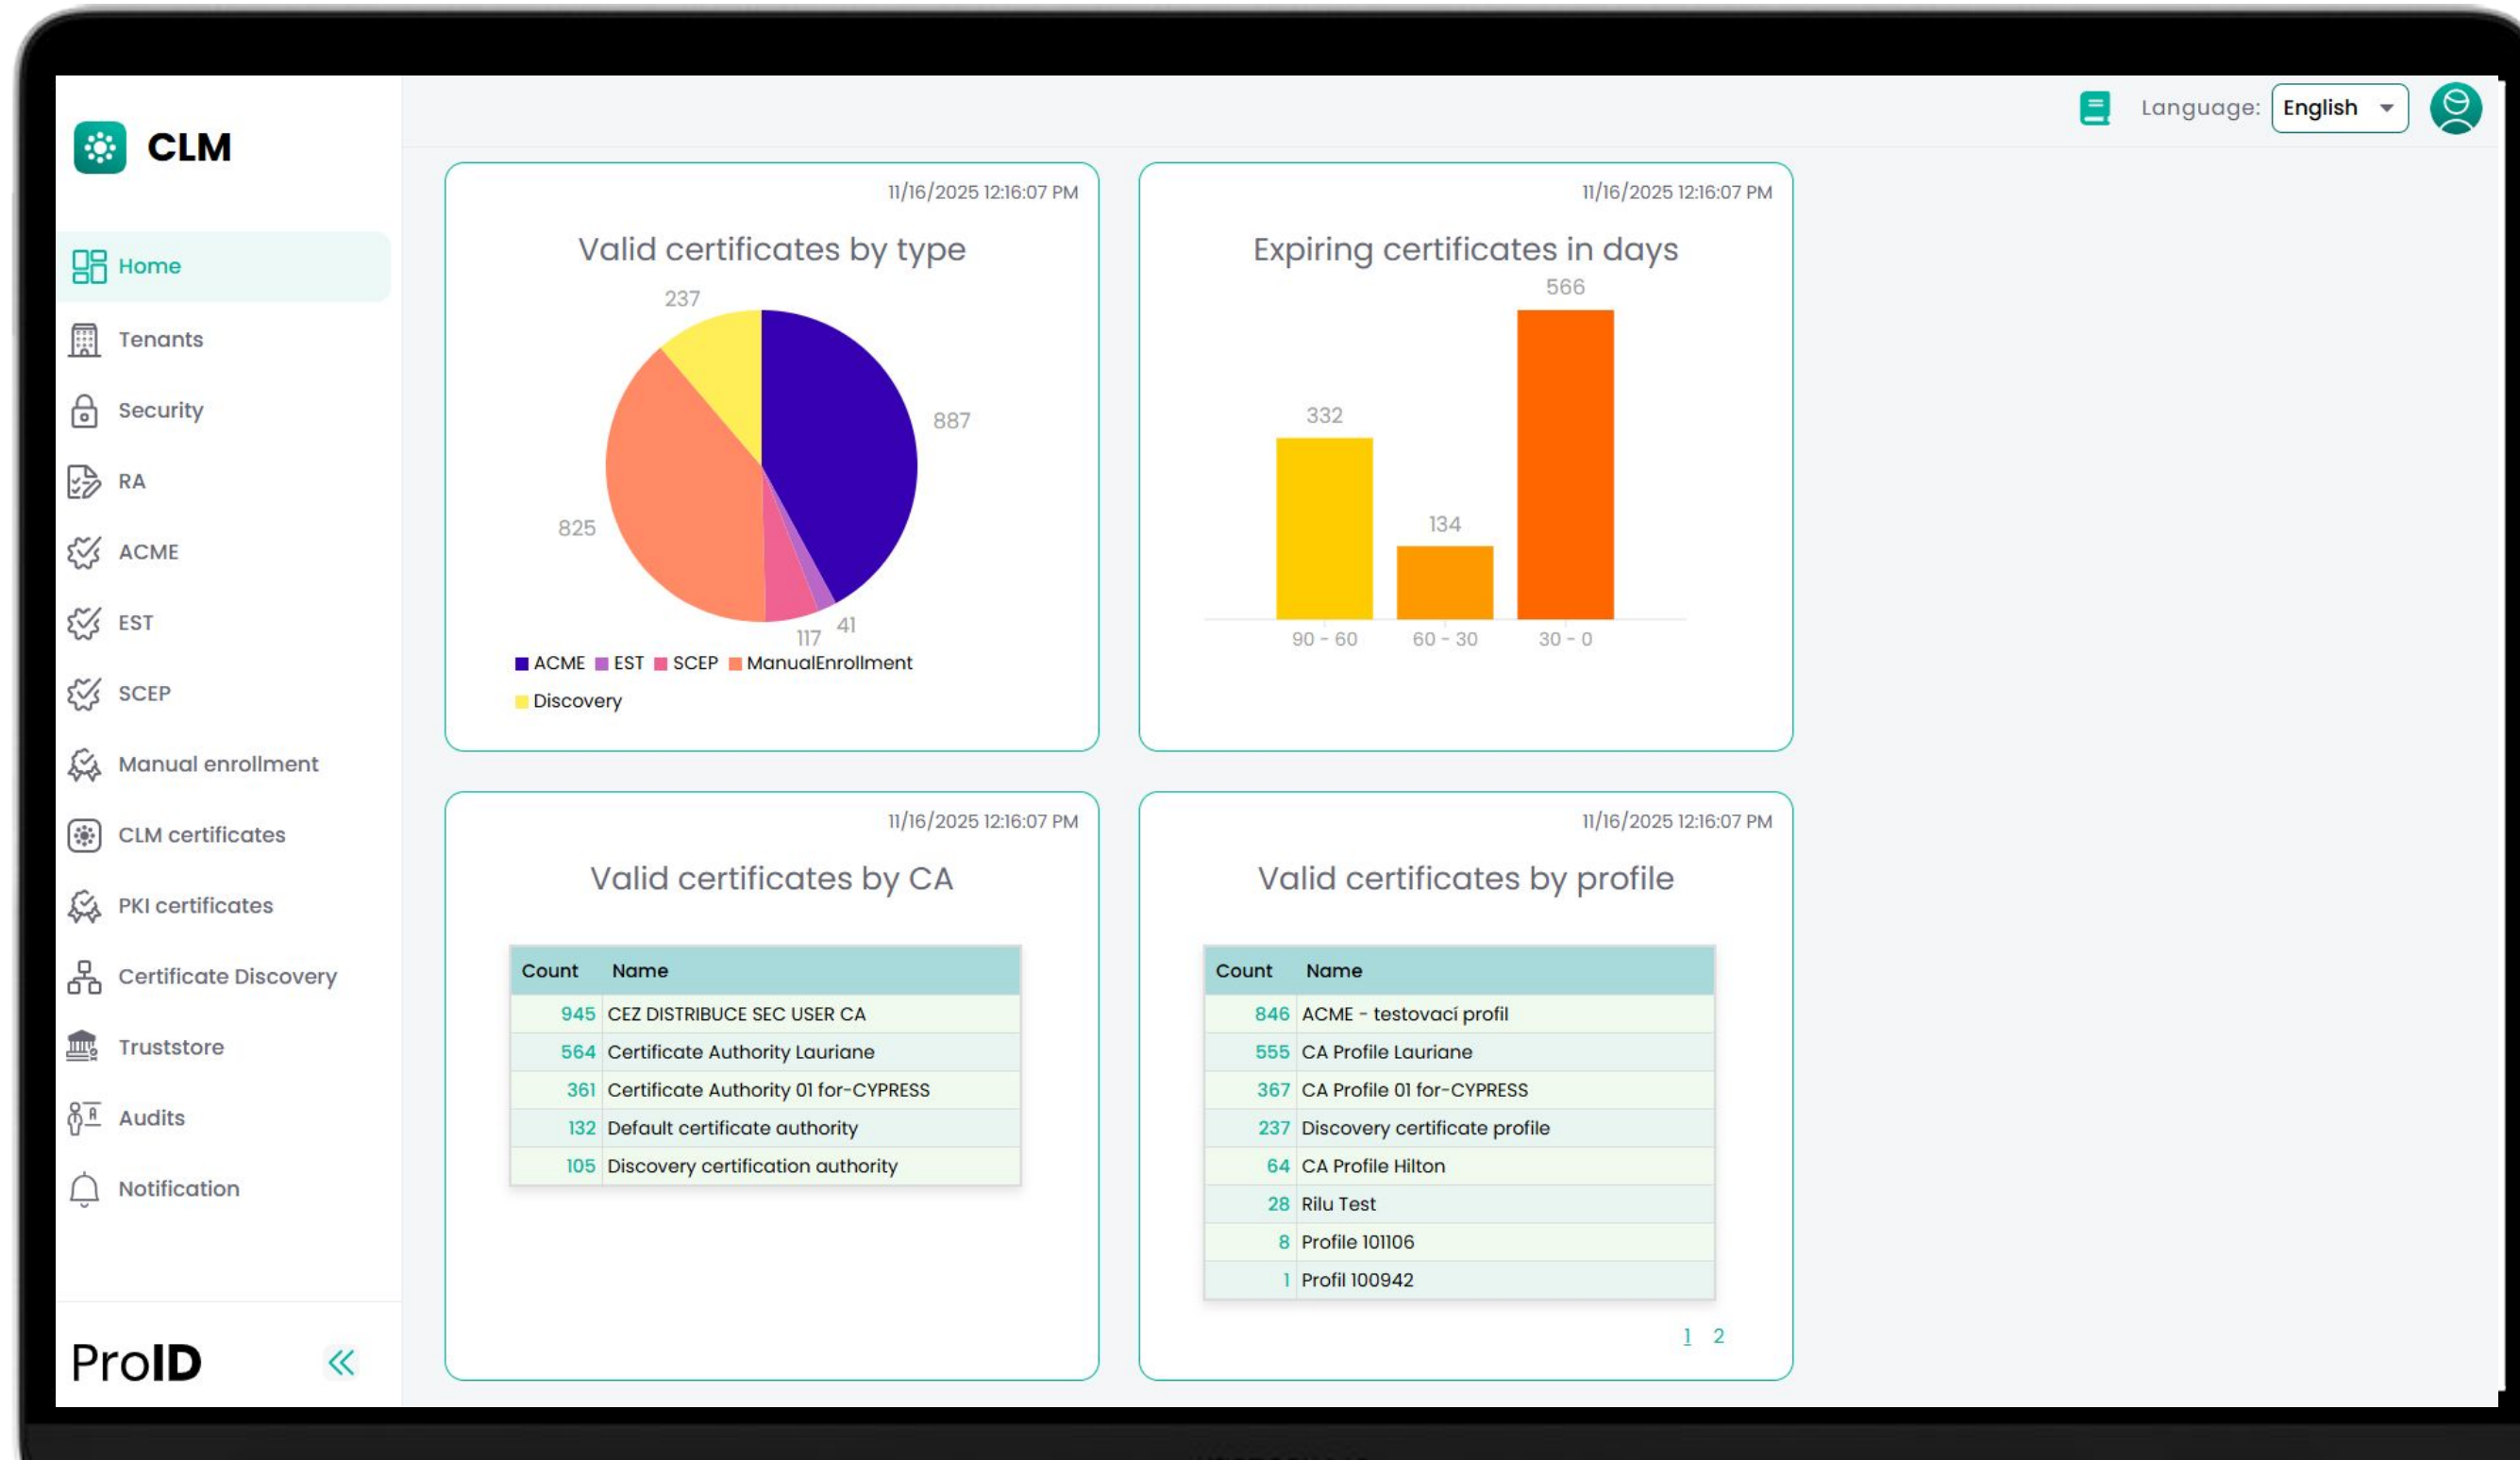 CLM
Home
Tenants
Security
RA
ACME
EST
SCEP
Manual enrollment
CLM certificates
PKI certificates
Certificate Discovery
Truststore
Audits
Notification
ProID
Language: English
11/16/2025 12:16:07 PM
Valid certificates by type
237
887
825
41
117
ACME EST SCEP ManualEnrollment
Discovery
11/16/2025 12:16:07 PM
Expiring certificates in days
566
332
134
90 - 60 60 - 30 30 - 0
11/16/2025 12:16:07 PM
Valid certificates by CA
Count Name
945 CEZ DISTRIBUCE SEC USER CA
564 Certificate Authority Lauriane
361 Certificate Authority 01 for-CYPRESS
132 Default certificate authority
105 Discovery certification authority
11/16/2025 12:16:07 PM
Valid certificates by profile
Count Name
846 ACME - testovací profil
555 CA Profile Lauriane
367 CA Profile 01 for-CYPRESS
237 Discovery certificate profile
64 CA Profile Hilton
28 Rilu Test
8 Profile 101106
1 Profil 100942
1 2